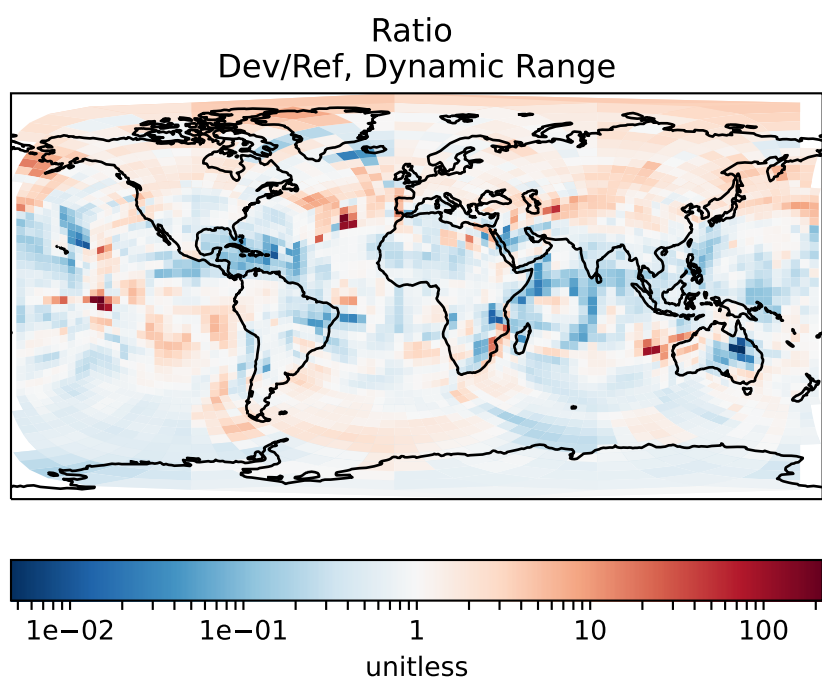 Ratio
Dev/Ref, Dynamic Range
1e−02 1e−01 1 10 100
unitless